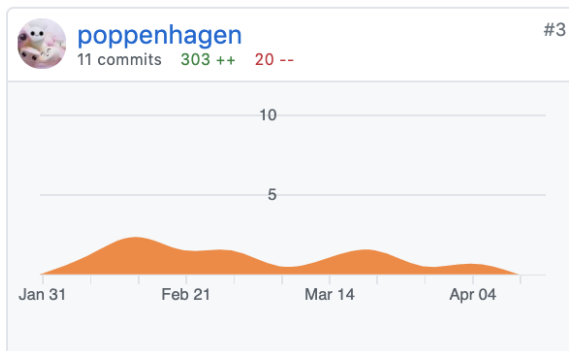 poppenhagen
#3
11 commits 303 ++ 20 --
10
5
Jan 31 Feb 21 Mar 14 Apr 04